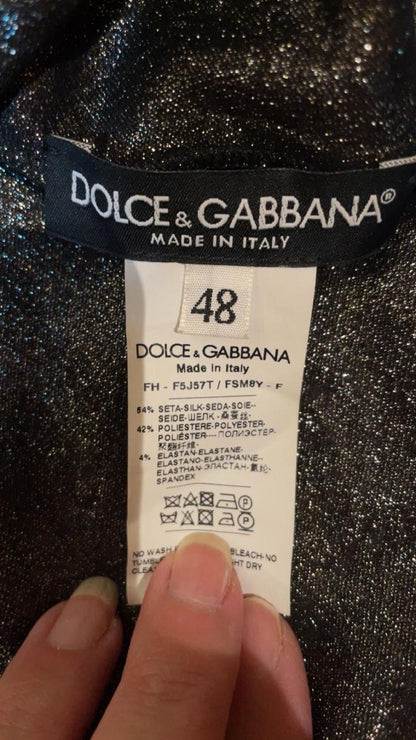 DOLCE & GABBANA®
MADE IN ITALY
48
DOLCE & GABBANA
Made in Italy
FH - F5J57T / FSM8Y - F
54% SETA-SILK-SEDA-SOIE--
SEIDE-ШЕЛК -桑蚕丝-
42% POLIESTERE-POLYESTER-
POLIÉSTER----ПОЛИЭСТЕР-
聚酯纤维-
4% ELASTAN-ELASTANE-
ELASTANO-ELASTHANNE--
ELASTHAN-ЭЛАСТАН-氨纶-
SPANDEX
P
P
NO WASH BLEACH-NO
TUMBLE HT DRY
CLEA